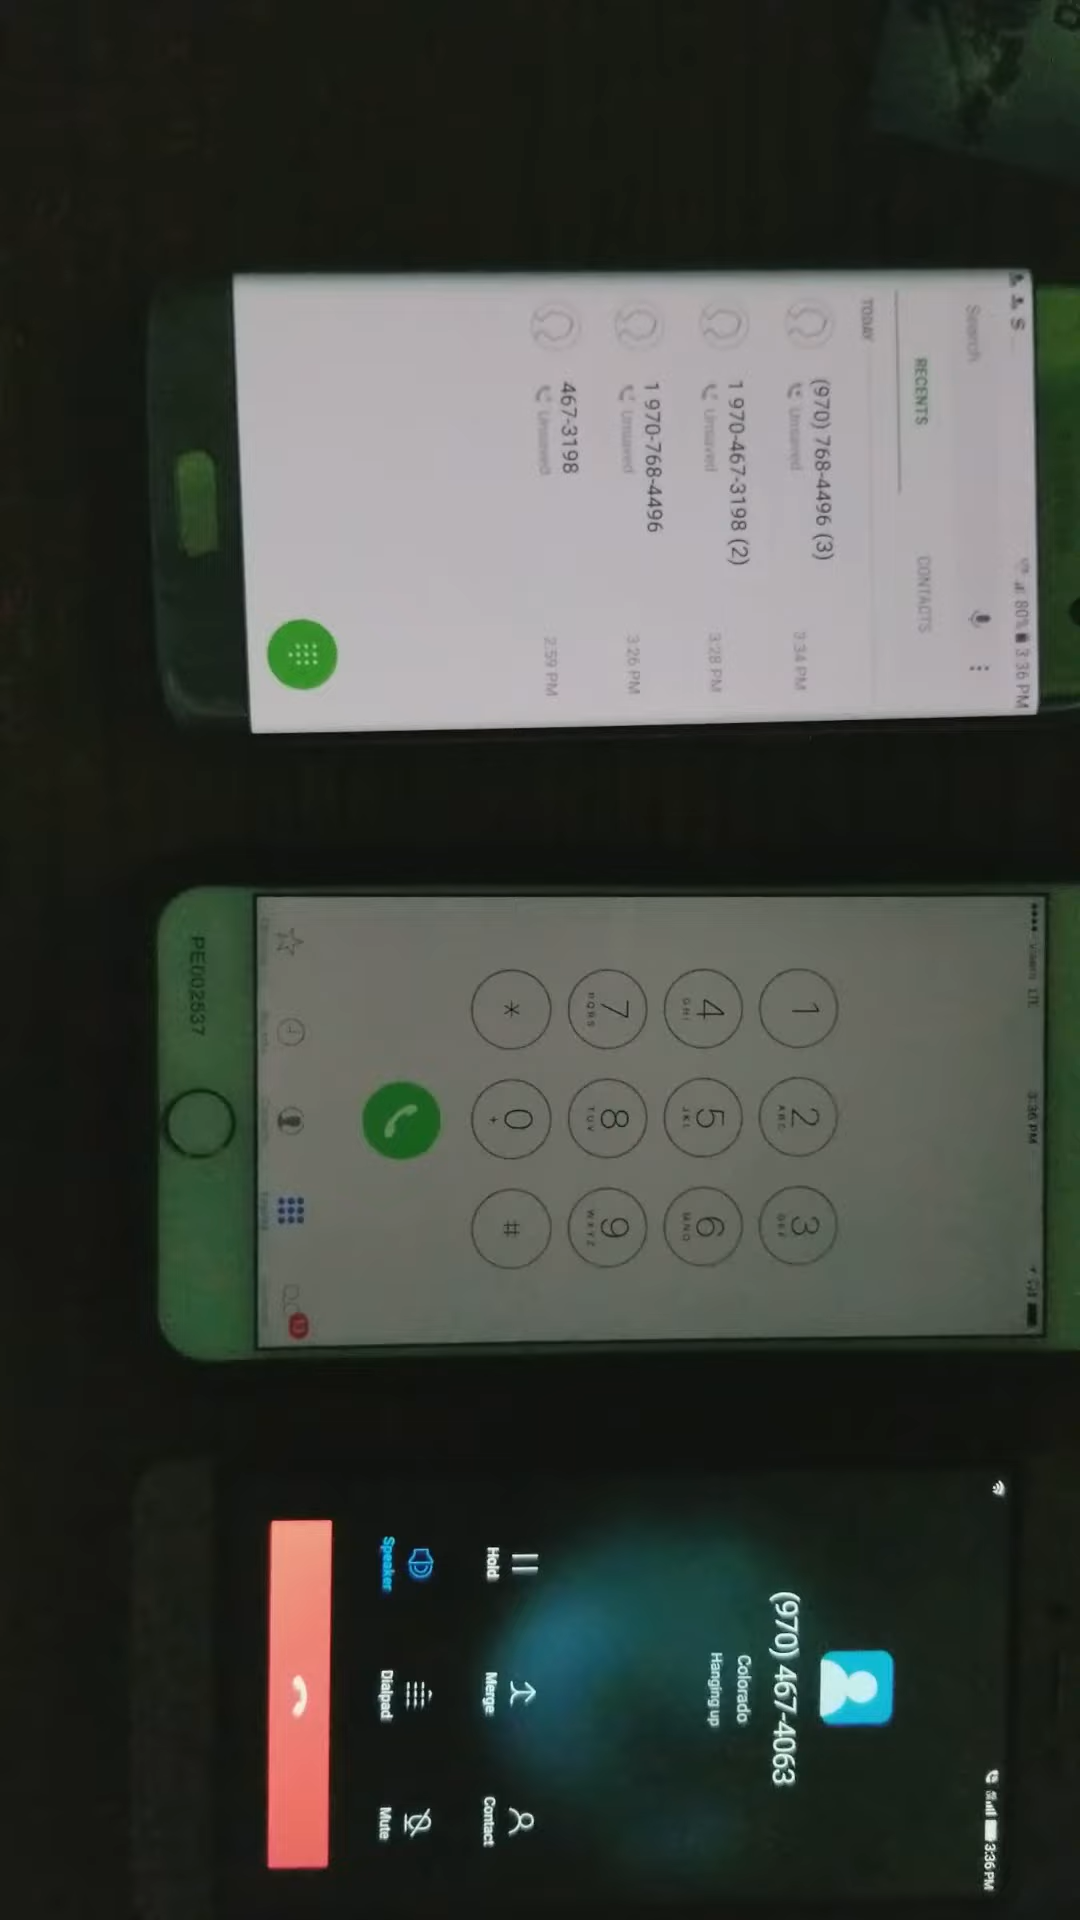 80% 3:36 PM
Search
RECENTS CONTACTS
TODAY
(970) 768-4496 (3)
Unsaved
3:34 PM
1 970-467-3198 (2)
Unsaved
3:28 PM
1 970-768-4496
Unsaved
3:26 PM
467-3198
Unsaved
2:59 PM
LTE 3:36 PM
1 2 3
ABC DEF
4 5 6
GHI JKL MNO
7 8 9
PQRS TUV WXYZ
* 0 #
+
PE002837
3:36 PM
(970) 467-4063
Colorado
Hanging up
Hold Merge Contact
Speaker Dialpad Mute